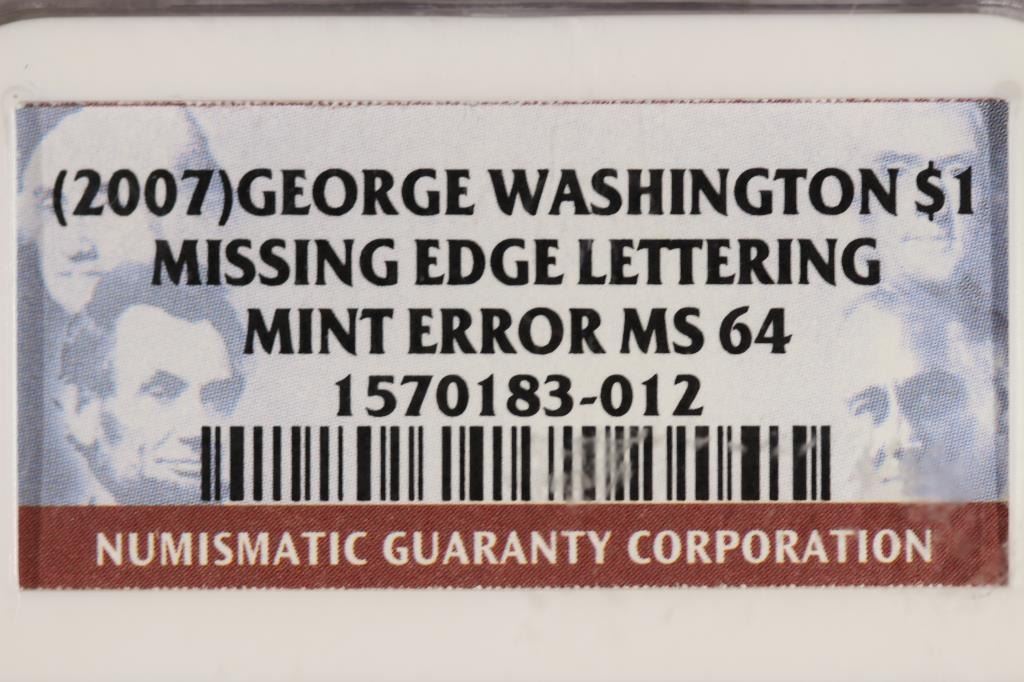 (2007)GEORGE WASHINGTON $1
MISSING EDGE LETTERING
MINT ERROR MS 64
1570183-012
NUMISMATIC GUARANTY CORPORATION